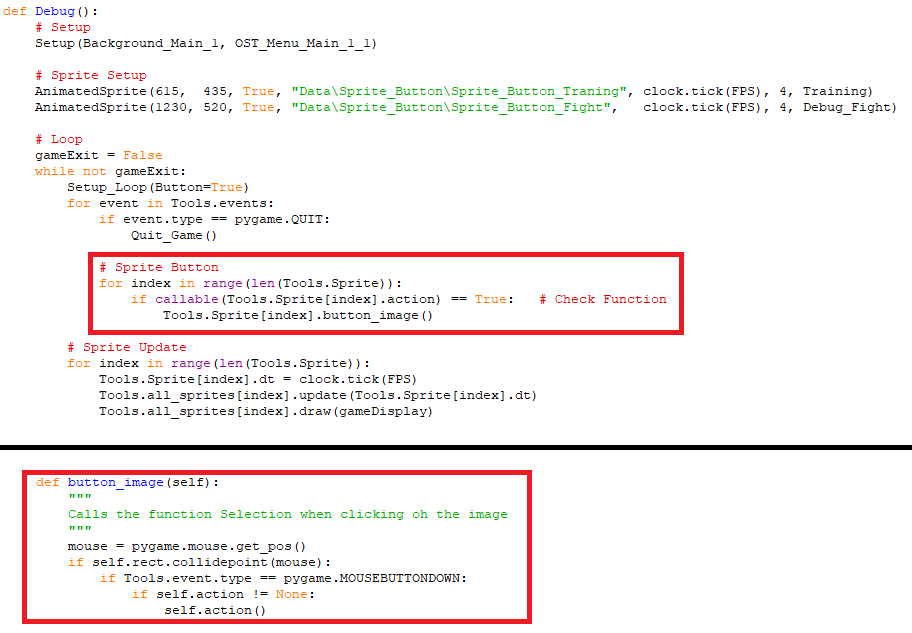 def Debug():
# Setup
Setup(Background_Main_1, OST_Menu_Main_1_1)
# Sprite Setup
AnimatedSprite(615,  435, True, "Data\Sprite_Button\Sprite_Button_Traning", clock.tick(FPS), 4, Training)
AnimatedSprite(1230, 520, True, "Data\Sprite_Button\Sprite_Button_Fight",   clock.tick(FPS), 4, Debug_Fight)
# Loop
gameExit = False
while not gameExit:
Setup_Loop(Button=True)
for event in Tools.events:
if event.type == pygame.QUIT:
Quit_Game()
# Sprite Button
for index in range(len(Tools.Sprite)):
if callable(Tools.Sprite[index].action) == True:   # Check Function
Tools.Sprite[index].button_image()
# Sprite Update
for index in range(len(Tools.Sprite)):
Tools.Sprite[index].dt = clock.tick(FPS)
Tools.all_sprites[index].update(Tools.Sprite[index].dt)
Tools.all_sprites[index].draw(gameDisplay)
def button_image(self):
"""
Calls the function Selection when clicking oh the image
"""
mouse = pygame.mouse.get_pos()
if self.rect.collidepoint(mouse):
if Tools.event.type == pygame.MOUSEBUTTONDOWN:
if self.action != None:
self.action()